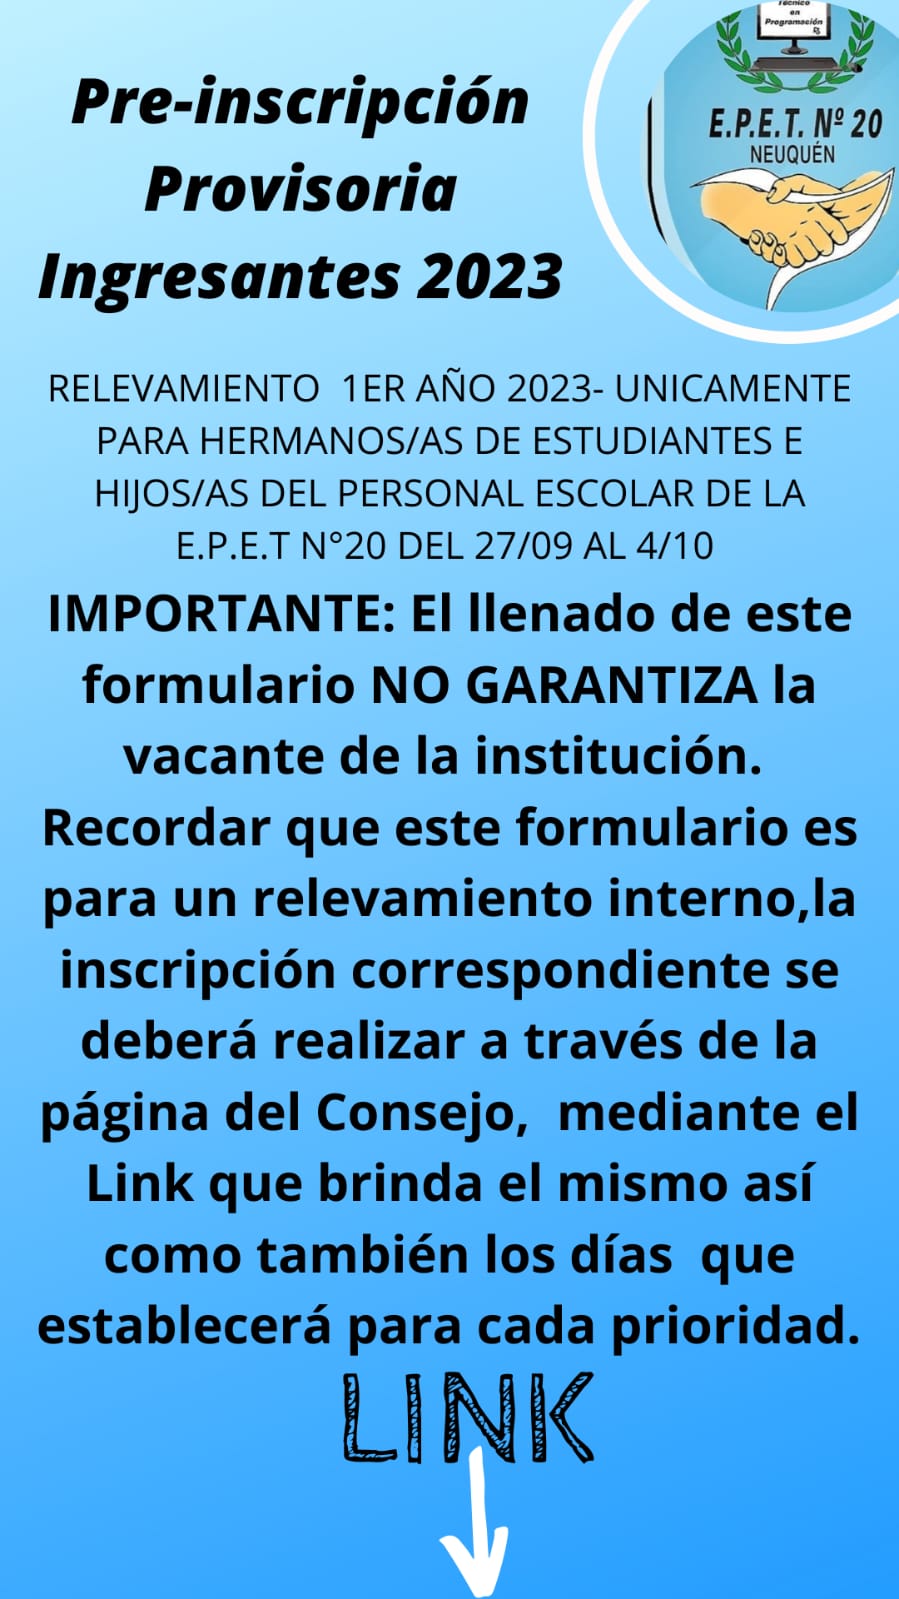 Técnico
en
Programación
E.P.E.T. Nº 20
NEUQUÉN
Pre-inscripción
Provisoria
Ingresantes 2023
RELEVAMIENTO  1ER AÑO 2023- UNICAMENTE
PARA HERMANOS/AS DE ESTUDIANTES E
HIJOS/AS DEL PERSONAL ESCOLAR DE LA
E.P.E.T N°20 DEL 27/09 AL 4/10
IMPORTANTE: El llenado de este
formulario NO GARANTIZA la
vacante de la institución.
Recordar que este formulario es
para un relevamiento interno,la
inscripción correspondiente se
deberá realizar a través de la
página del Consejo,  mediante el
Link que brinda el mismo así
como también los días  que
establecerá para cada prioridad.
LINK